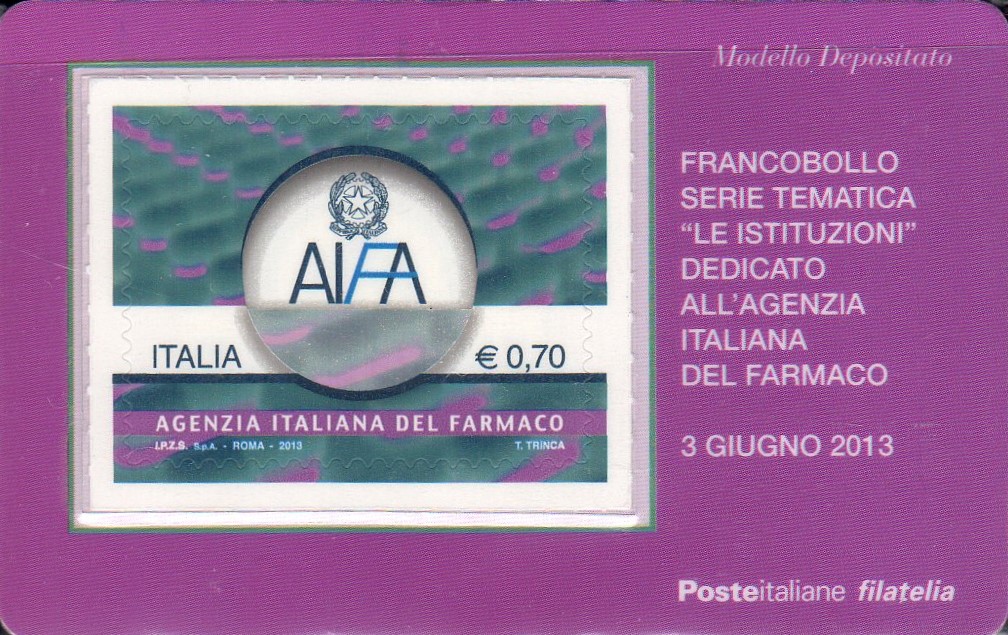 Modello Depositato
FRANCOBOLLO
SERIE TEMATICA
“LE ISTITUZIONI”
DEDICATO
ALL’AGENZIA
ITALIANA
DEL FARMACO
3 GIUGNO 2013
AIFA
ITALIA
€ 0,70
AGENZIA ITALIANA DEL FARMACO
I.P.Z.S. S.p.A. - ROMA - 2013
T. TRINCA
Posteitaliane filatelia